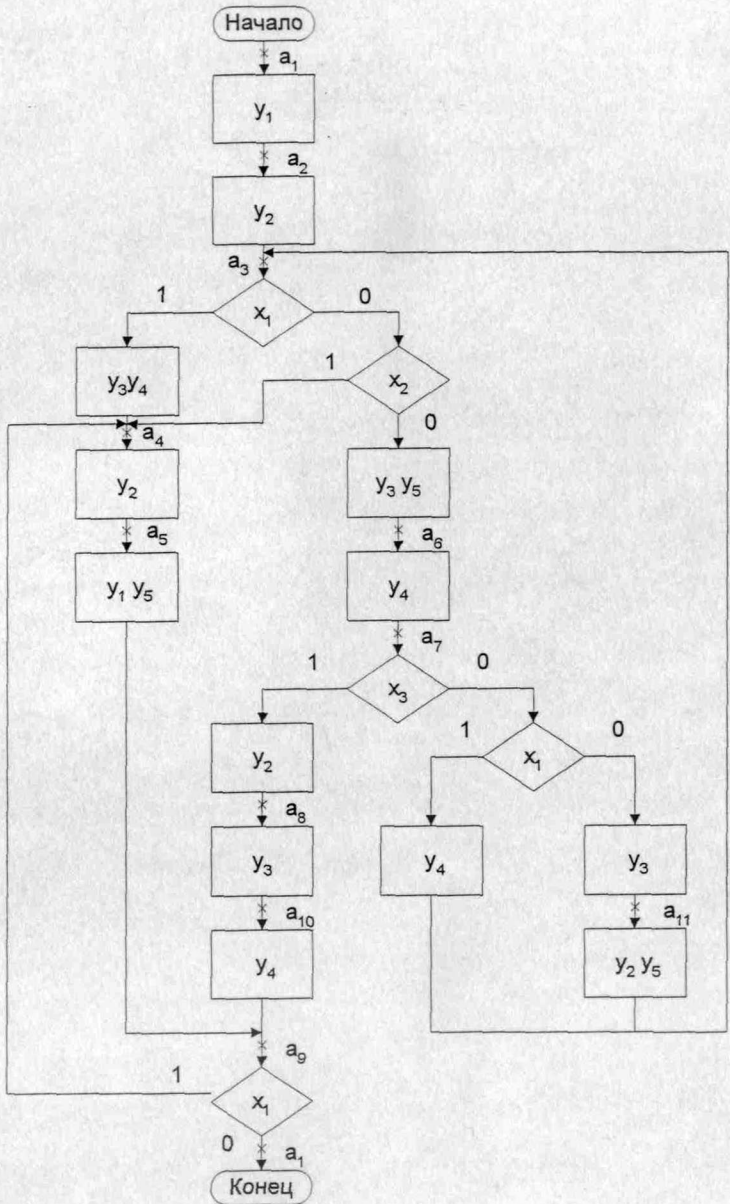 Начало
a₁
y₁
a₂
y₂
a₃
1 x₁ 0
y₃y₄
1 x₂
a₄
0
y₂
y₃ y₅
a₅
a₆
y₁ y₅
y₄
a₇
1 x₃ 0
y₂
1 x₁ 0
a₈
y₃
y₄
y₃
a₁₀
a₁₁
y₄
y₂ y₅
a₉
1
x₁
0
a₁
Конец